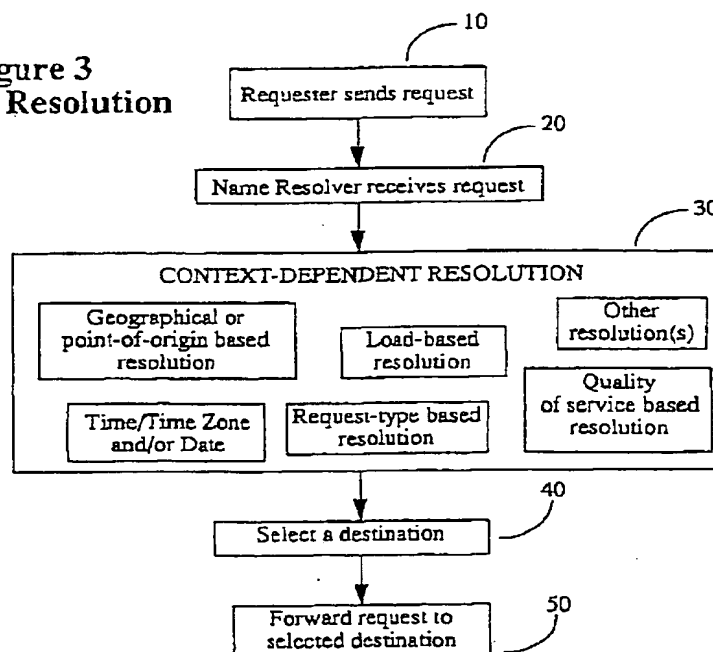 gure 3
Resolution
10
Requester sends request
20
Name Resolver receives request
30
CONTEXT-DEPENDENT RESOLUTION
Geographical or
point-of-origin based
resolution
Load-based
resolution
Other
resolution(s)
Time/Time Zone
and/or Date
Request-type based
resolution
Quality
of service based
resolution
40
Select a destination
50
Forward request to
selected destination